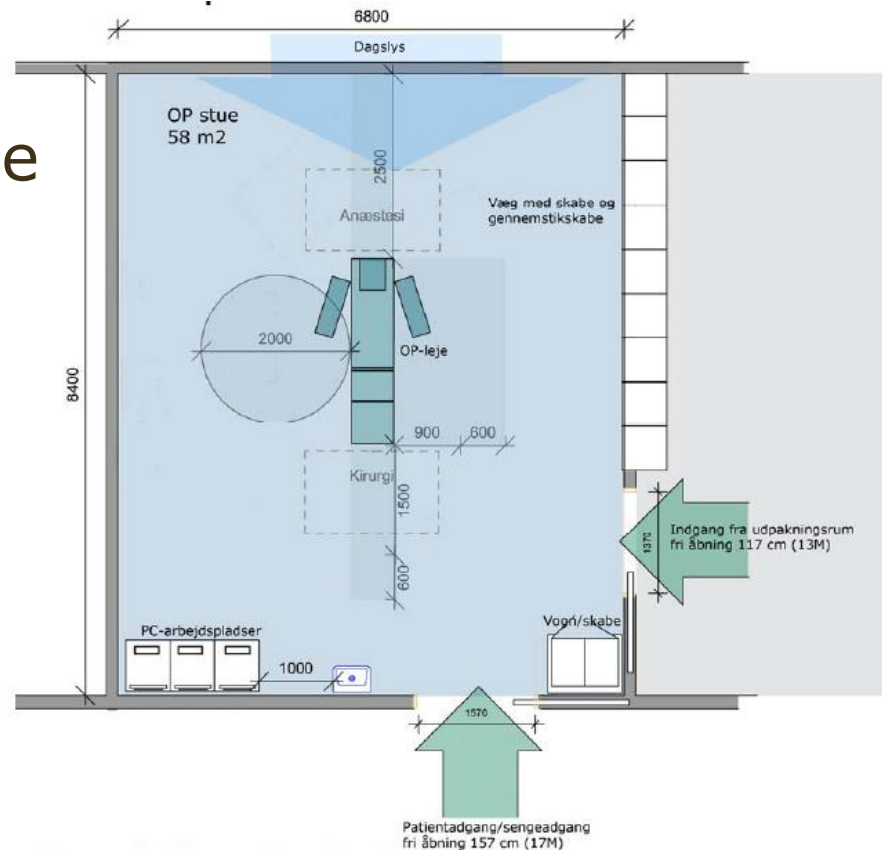 6800
Dagslys
OP stue
58 m2
e
2500
Anæstesi
Væg med skabe og
gennemstikskabe
2000
OP-leje
8400
900
600
Kirurgi
1500
600
1370
Indgang fra udpakningsrum
fri åbning 117 cm (13M)
PC-arbejdspladser
1000
Vogn/skabe
1570
Patientadgang/sengeadgang
fri åbning 157 cm (17M)